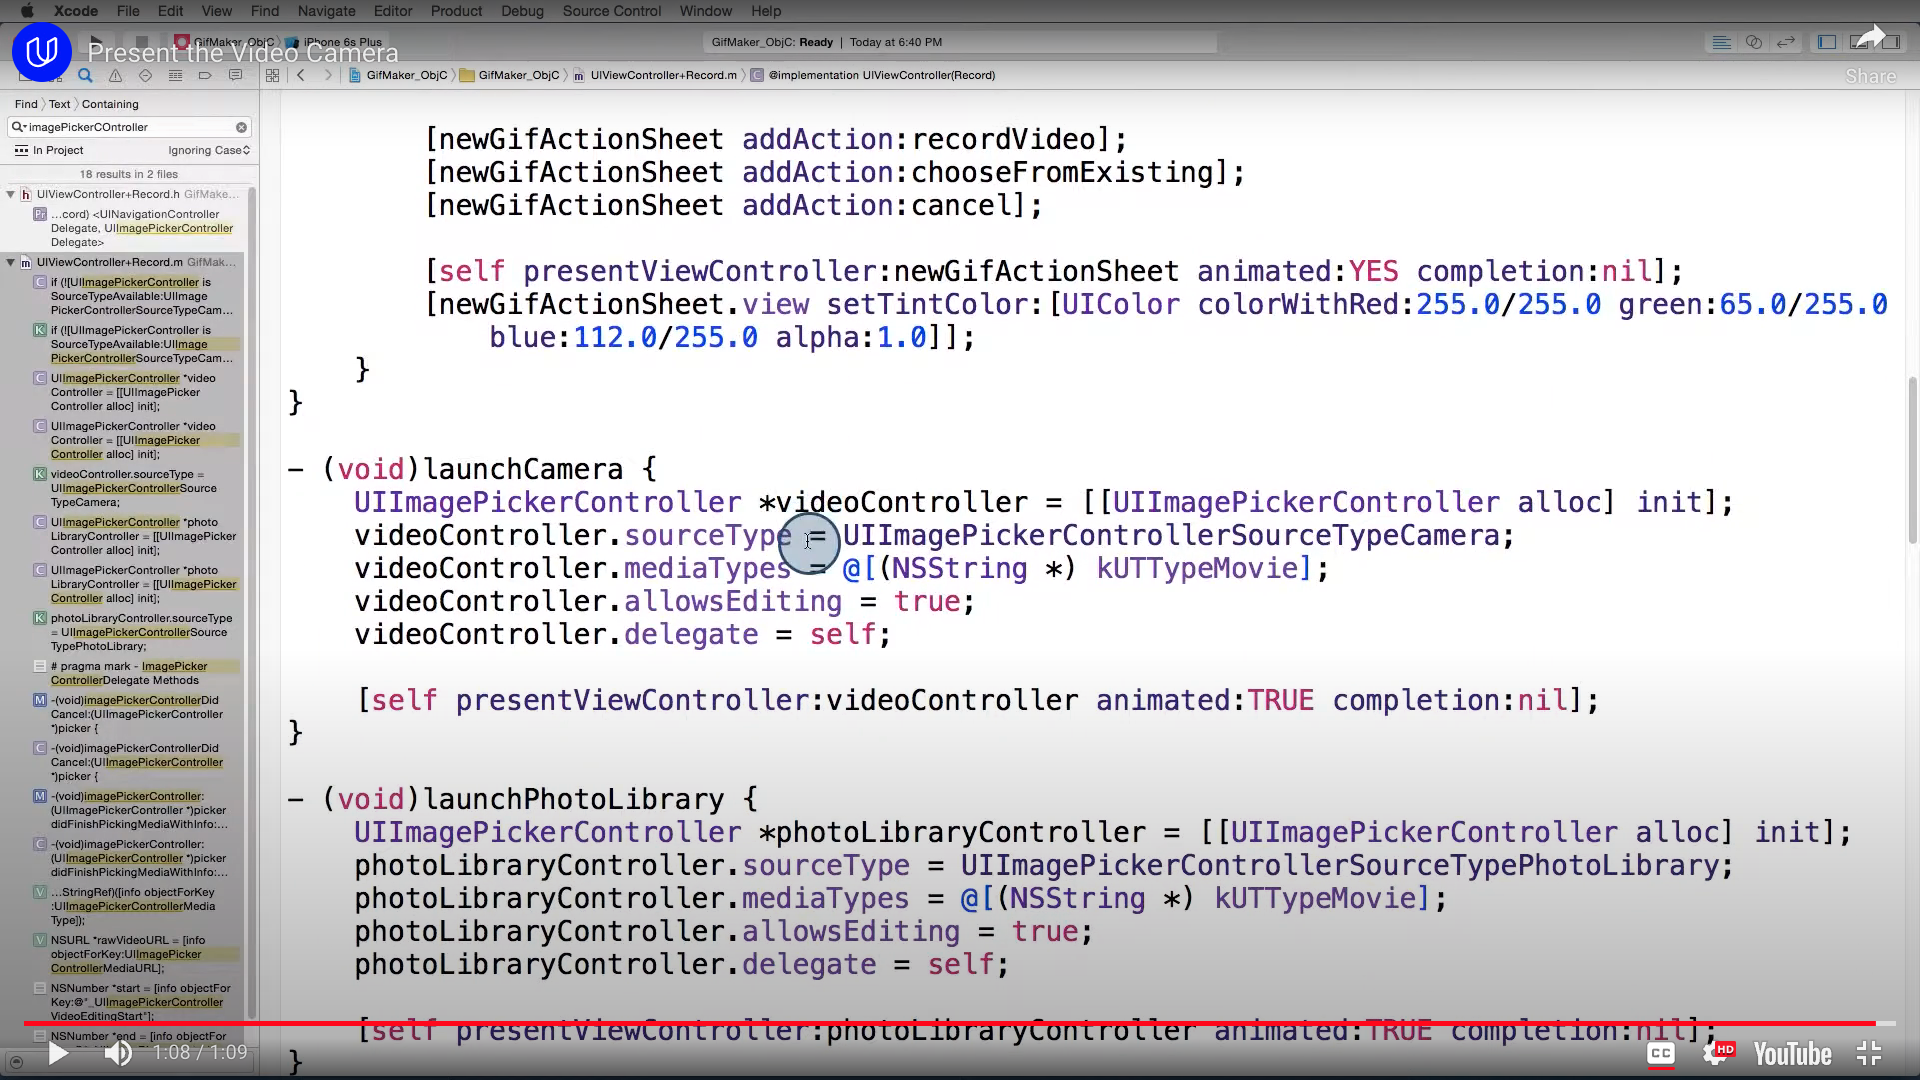 Xcode File Edit View Find Navigate Editor Product Debug Source Control Window Help
GifMaker_ObjC iPhone 6s Plus
GifMaker_ObjC: Ready | Today at 6:40 PM
Present the Video Camera
Share
GifMaker_ObjC GifMaker_ObjC UIViewController+Record.m @implementation UIViewController(Record)
Find Text Containing
imagePickerCOntroller
In Project Ignoring Case
18 results in 2 files
UIViewController+Record.h GifMake...
...cord) <UINavigationController
Delegate, UIImagePickerController
Delegate>
UIViewController+Record.m GifMak...
if (![UIImagePickerController is
SourceTypeAvailable:UIImage
PickerControllerSourceTypeCam...
if (![UIImagePickerController is
SourceTypeAvailable:UIImage
PickerControllerSourceTypeCam...
UIImagePickerController *video
Controller = [[UIImagePicker
Controller alloc] init];
UIImagePickerController *video
Controller = [[UIImagePicker
Controller alloc] init];
videoController.sourceType =
UIImagePickerControllerSource
TypeCamera;
UIImagePickerController *photo
LibraryController = [[UIImagePicker
Controller alloc] init];
UIImagePickerController *photo
LibraryController = [[UIImagePicker
Controller alloc] init];
photoLibraryController.sourceType
= UIImagePickerControllerSource
TypePhotoLibrary;
# pragma mark - ImagePicker
ControllerDelegate Methods
-(void)imagePickerControllerDid
Cancel:(UIImagePickerController
*)picker {
-(void)imagePickerControllerDid
Cancel:(UIImagePickerController
*)picker {
-(void)imagePickerController:
(UIImagePickerController *)picker
didFinishPickingMediaWithInfo:...
-(void)imagePickerController:
(UIImagePickerController *)picker
didFinishPickingMediaWithInfo:...
...StringRef)([info objectForKey
:UIImagePickerControllerMedia
Type]);
NSURL *rawVideoURL = [info
objectForKey:UIImagePicker
ControllerMediaURL];
NSNumber *start = [info objectFor
Key:@"_UIImagePickerController
VideoEditingStart"];
NSNumber *end = [info objectFor
[newGifActionSheet addAction:recordVideo];
[newGifActionSheet addAction:chooseFromExisting];
[newGifActionSheet addAction:cancel];
[self presentViewController:newGifActionSheet animated:YES completion:nil];
[newGifActionSheet.view setTintColor:[UIColor colorWithRed:255.0/255.0 green:65.0/255.0
blue:112.0/255.0 alpha:1.0]];
}
}
- (void)launchCamera {
UIImagePickerController *videoController = [[UIImagePickerController alloc] init];
videoController.sourceType = UIImagePickerControllerSourceTypeCamera;
videoController.mediaTypes = @[(NSString *) kUTTypeMovie];
videoController.allowsEditing = true;
videoController.delegate = self;
[self presentViewController:videoController animated:TRUE completion:nil];
}
- (void)launchPhotoLibrary {
UIImagePickerController *photoLibraryController = [[UIImagePickerController alloc] init];
photoLibraryController.sourceType = UIImagePickerControllerSourceTypePhotoLibrary;
photoLibraryController.mediaTypes = @[(NSString *) kUTTypeMovie];
photoLibraryController.allowsEditing = true;
photoLibraryController.delegate = self;
[self presentViewController:photoLibraryController animated:TRUE completion:nil];
}
1:08 / 1:09
CC HD YouTube